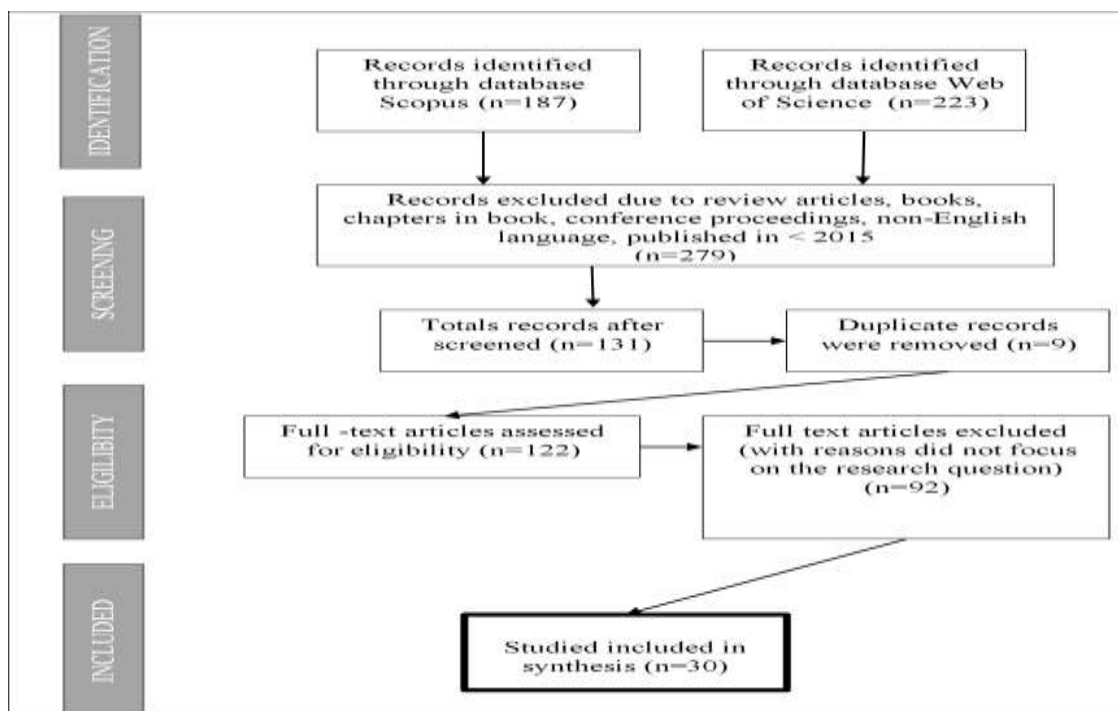 IDENTIFICATION
Records identified
through database
Scopus (n=187)
Records identified
through database Web
of Science (n=223)
SCREENING
Records excluded due to review articles, books,
chapters in book, conference proceedings, non-English
language, published in < 2015
(n=279)
Totals records after
screened (n=131)
Duplicate records
were removed (n=9)
ELIGILIBITY
Full -text articles assessed
for eligibility (n=122)
Full text articles excluded
(with reasons did not focus
on the research question)
(n=92)
INCLUDED
Studied included in
synthesis (n=30)